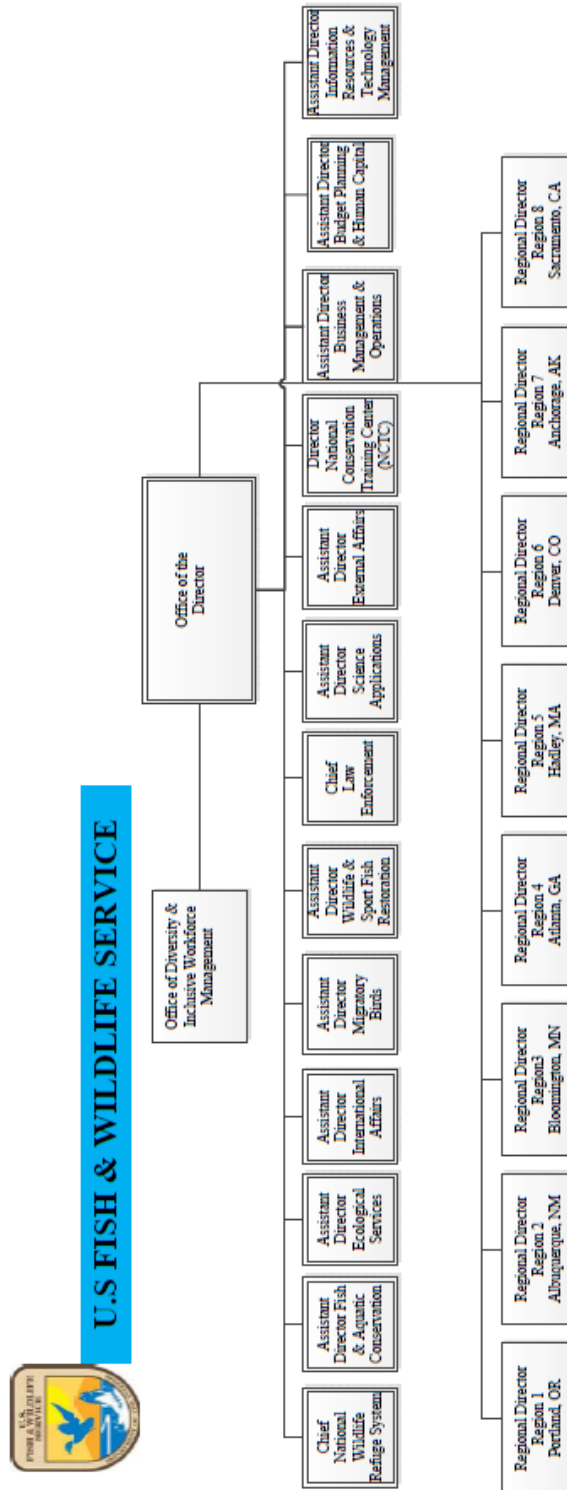 U.S.
FISH & WILDLIFE
SERVICE
U.S FISH & WILDLIFE SERVICE
Office of the
Director
Office of Diversity &
Inclusive Workforce
Management
Chief
National
Wildlife
Refuge System
Assistant
Director Fish
& Aquatic
Conservation
Assistant
Director
Ecological
Services
Assistant
Director
International
Affairs
Assistant
Director
Migratory
Birds
Assistant
Director
Wildlife &
Sport Fish
Restoration
Chief
Law
Enforcement
Assistant
Director
Science
Applications
Assistant
Director
External Affairs
Director
National
Conservation
Training Center
(NCTC)
Assistant Director
Business
Management &
Operations
Assistant Director
Budget Planning
& Human Capital
Assistant Director
Information
Resources &
Technology
Management
Regional Director
Region 1
Portland, OR
Regional Director
Region 2
Albuquerque, NM
Regional Director
Region3
Bloomington, MN
Regional Director
Region 4
Atlanta, GA
Regional Director
Region 5
Hadley, MA
Regional Director
Region 6
Denver, CO
Regional Director
Region 7
Anchorage, AK
Regional Director
Region 8
Sacramento, CA